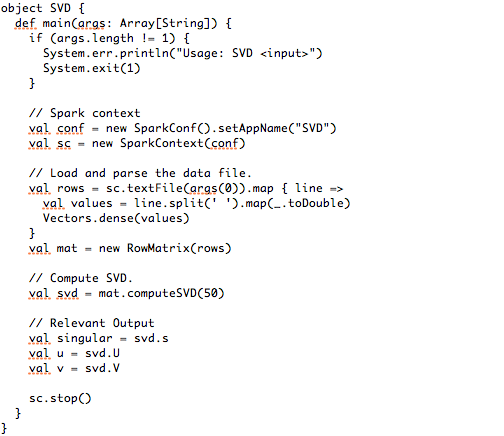 object SVD {
  def main(args: Array[String]) {
    if (args.length != 1) {
      System.err.println("Usage: SVD <input>")
      System.exit(1)
    }

    // Spark context
    val conf = new SparkConf().setAppName("SVD")
    val sc = new SparkContext(conf)

    // Load and parse the data file.
    val rows = sc.textFile(args(0)).map { line =>
      val values = line.split(' ').map(_.toDouble)
      Vectors.dense(values)
    }
    val mat = new RowMatrix(rows)

    // Compute SVD.
    val svd = mat.computeSVD(50)

    // Relevant Output
    val singular = svd.s
    val u = svd.U
    val v = svd.V

    sc.stop()
  }
}